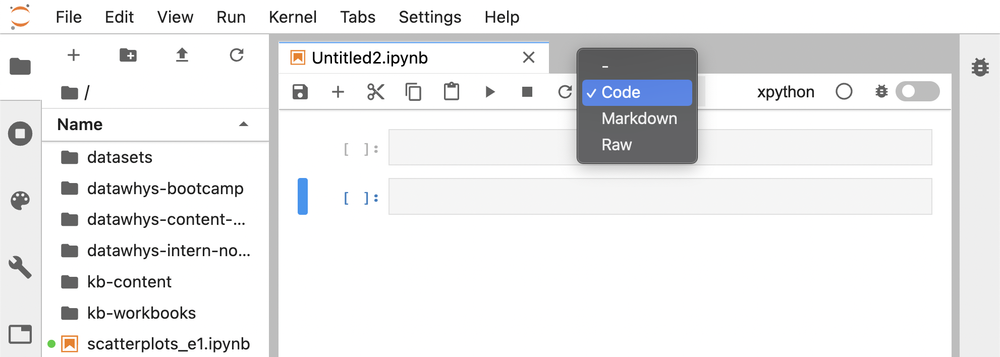 File Edit View Run Kernel Tabs Settings Help
/
Name
datasets
datawhys-bootcamp
datawhys-content-...
datawhys-intern-no...
kb-content
kb-workbooks
scatterplots_e1.ipynb
Untitled2.ipynb
-
✓ Code
Markdown
Raw
xpython
[ ]:
[ ]: